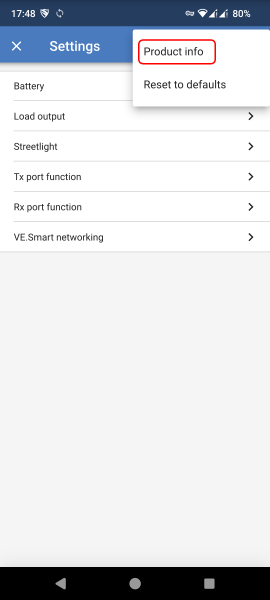 17:48 80%
Settings
Product info
Reset to defaults
Battery
Load output
Streetlight
Tx port function
Rx port function
VE.Smart networking